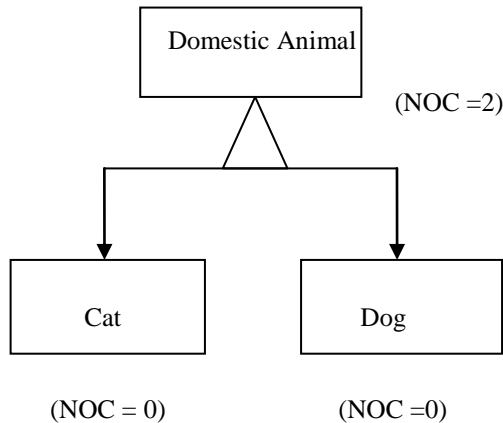 Domestic Animal
(NOC =2)
Cat
Dog
(NOC = 0)
(NOC =0)